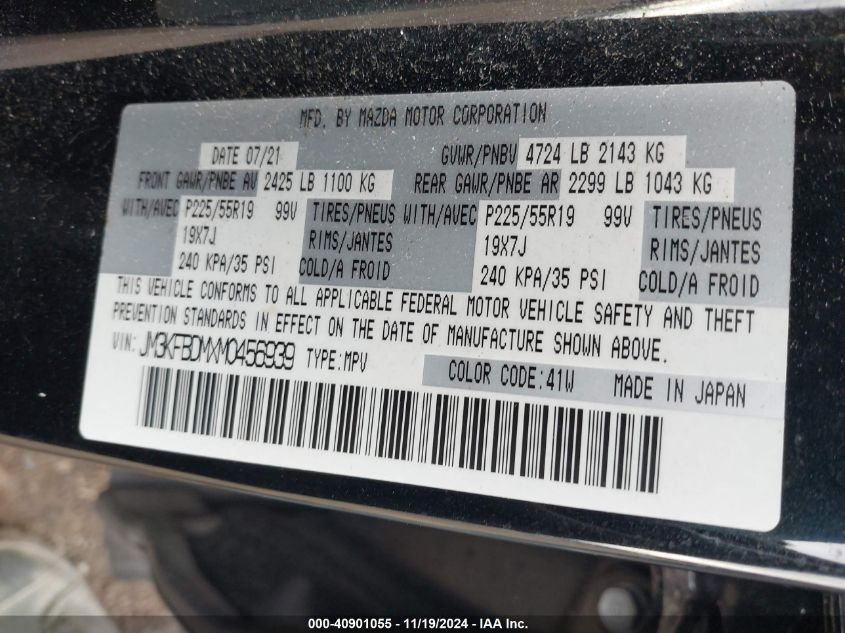 MFD. BY MAZDA MOTOR CORPORATION
DATE 07/21 GVWR/PNBV 4724 LB 2143 KG
FRONT GAWR/PNBE AV 2425 LB 1100 KG REAR GAWR/PNBE AR 2299 LB 1043 KG
WITH/AVEC P225/55R19 99V TIRES/PNEUS WITH/AVEC P225/55R19 99V TIRES/PNEUS
19X7J RIMS/JANTES 19X7J RIMS/JANTES
240 KPA/35 PSI COLD/A FROID 240 KPA/35 PSI COLD/A FROID
THIS VEHICLE CONFORMS TO ALL APPLICABLE FEDERAL MOTOR VEHICLE SAFETY AND THEFT
PREVENTION STANDARDS IN EFFECT ON THE DATE OF MANUFACTURE SHOWN ABOVE.
VIN: JM3KFBDMXM0456939 TYPE:MPV
COLOR CODE:41W MADE IN JAPAN
000-40901055 - 11/19/2024 - IAA Inc.